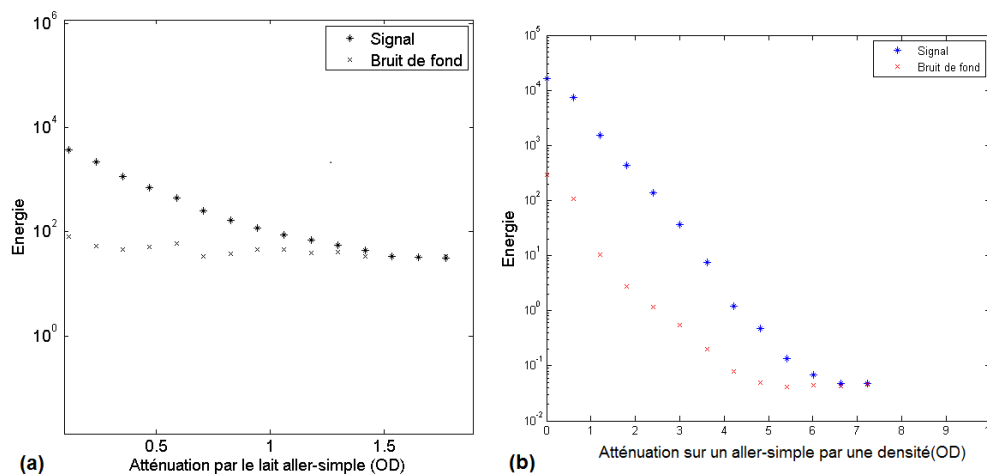 10^6
10^4
10^2
10^0
Energie
Signal
Bruit de fond
0.5
1
1.5
Atténuation par le lait aller-simple (OD)
(a)
10^5
10^4
10^3
10^2
10^1
10^0
10^-1
10^-2
Energie
Signal
Bruit de fond
0 1 2 3 4 5 6 7 8 9
Atténuation sur un aller-simple par une densité(OD)
(b)